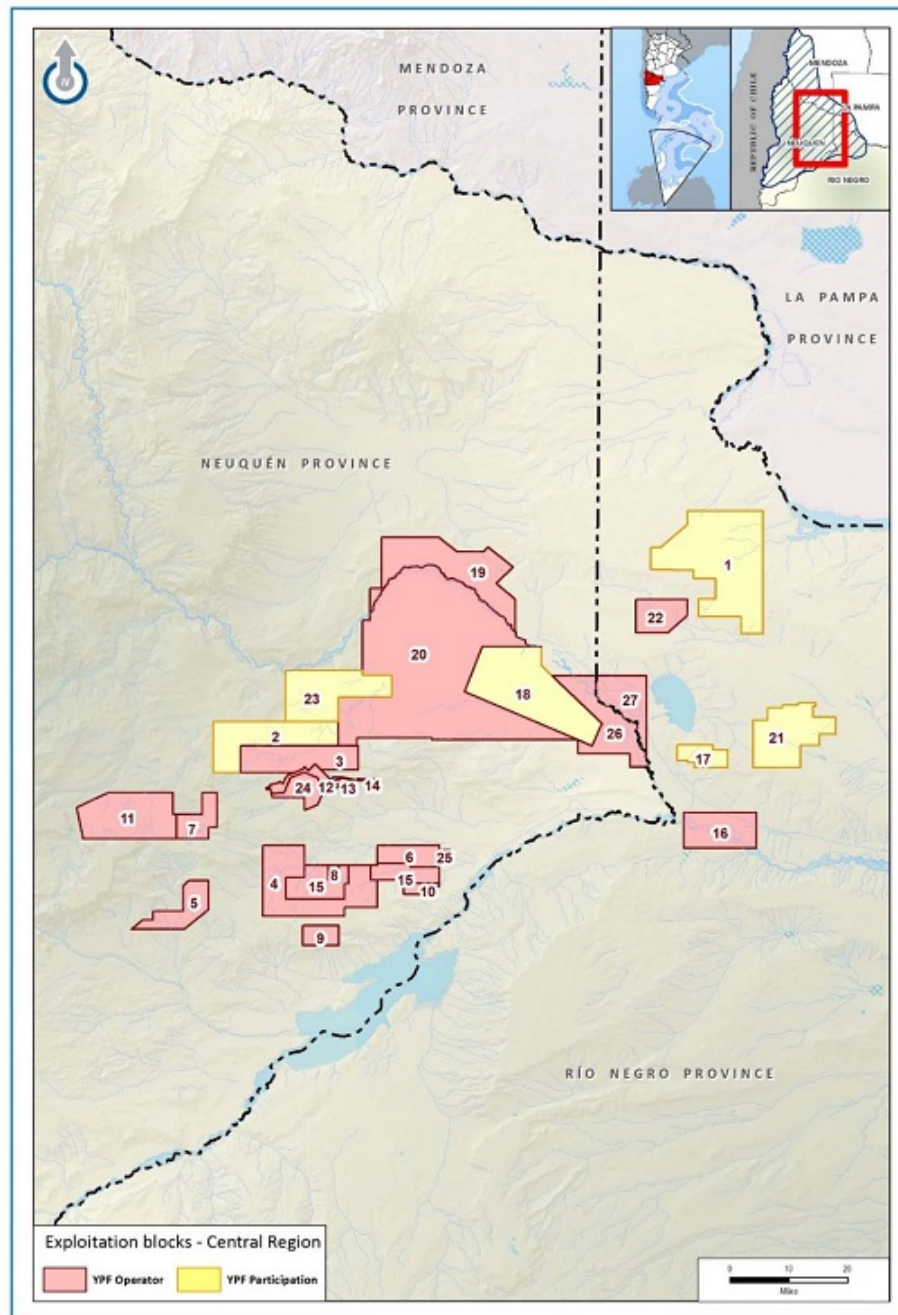 N
MENDOZA
PROVINCE
MENDOZA
LA PAMPA
REPUBLIC OF CHILE
NEUQUÉN
RÍO NEGRO
LA PAMPA
PROVINCE
NEUQUÉN PROVINCE
19
1
22
20
18
23
27
2
26
21
3
17
24
12
13
14
11
7
16
6
25
4
8
15
15
10
5
9
RÍO NEGRO PROVINCE
Exploitation blocks - Central Region
YPF Operator
YPF Participation
0
10
20
Miles